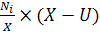 Nᵢ/X × (X − U)